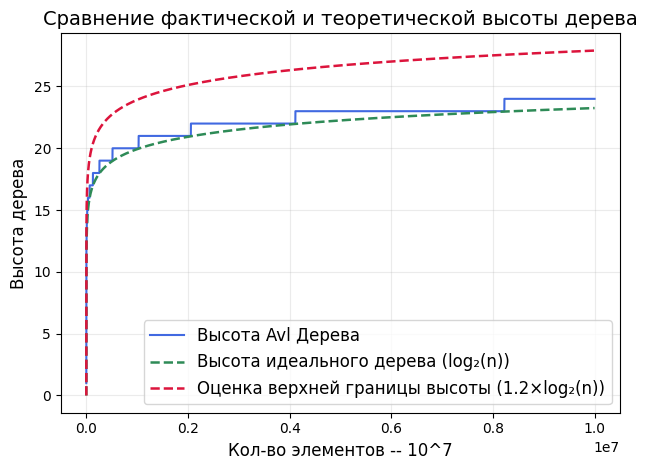 Сравнение фактической и теоретической высоты дерева
Высота дерева
25
20
15
10
5
0
Высота Avl Дерева
Высота идеального дерева (log₂(n))
Оценка верхней границы высоты (1.2×log₂(n))
0.0 0.2 0.4 0.6 0.8 1.0
1e7
Кол-во элементов -- 10^7